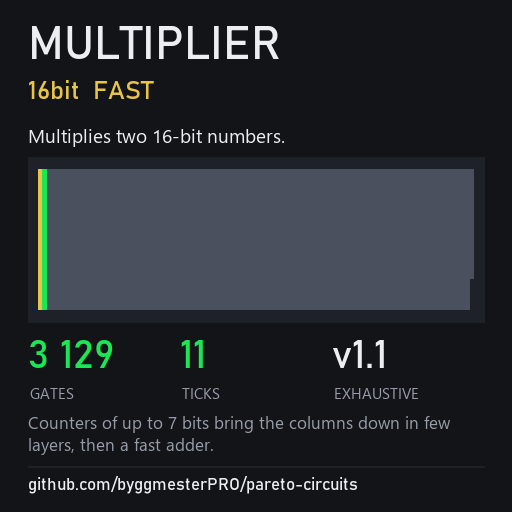 MULTIPLIER
16bit FAST
Multiplies two 16-bit numbers.
3 129 11 v1.1
GATES TICKS EXHAUSTIVE
Counters of up to 7 bits bring the columns down in few
layers, then a fast adder.
github.com/byggmesterPRO/pareto-circuits